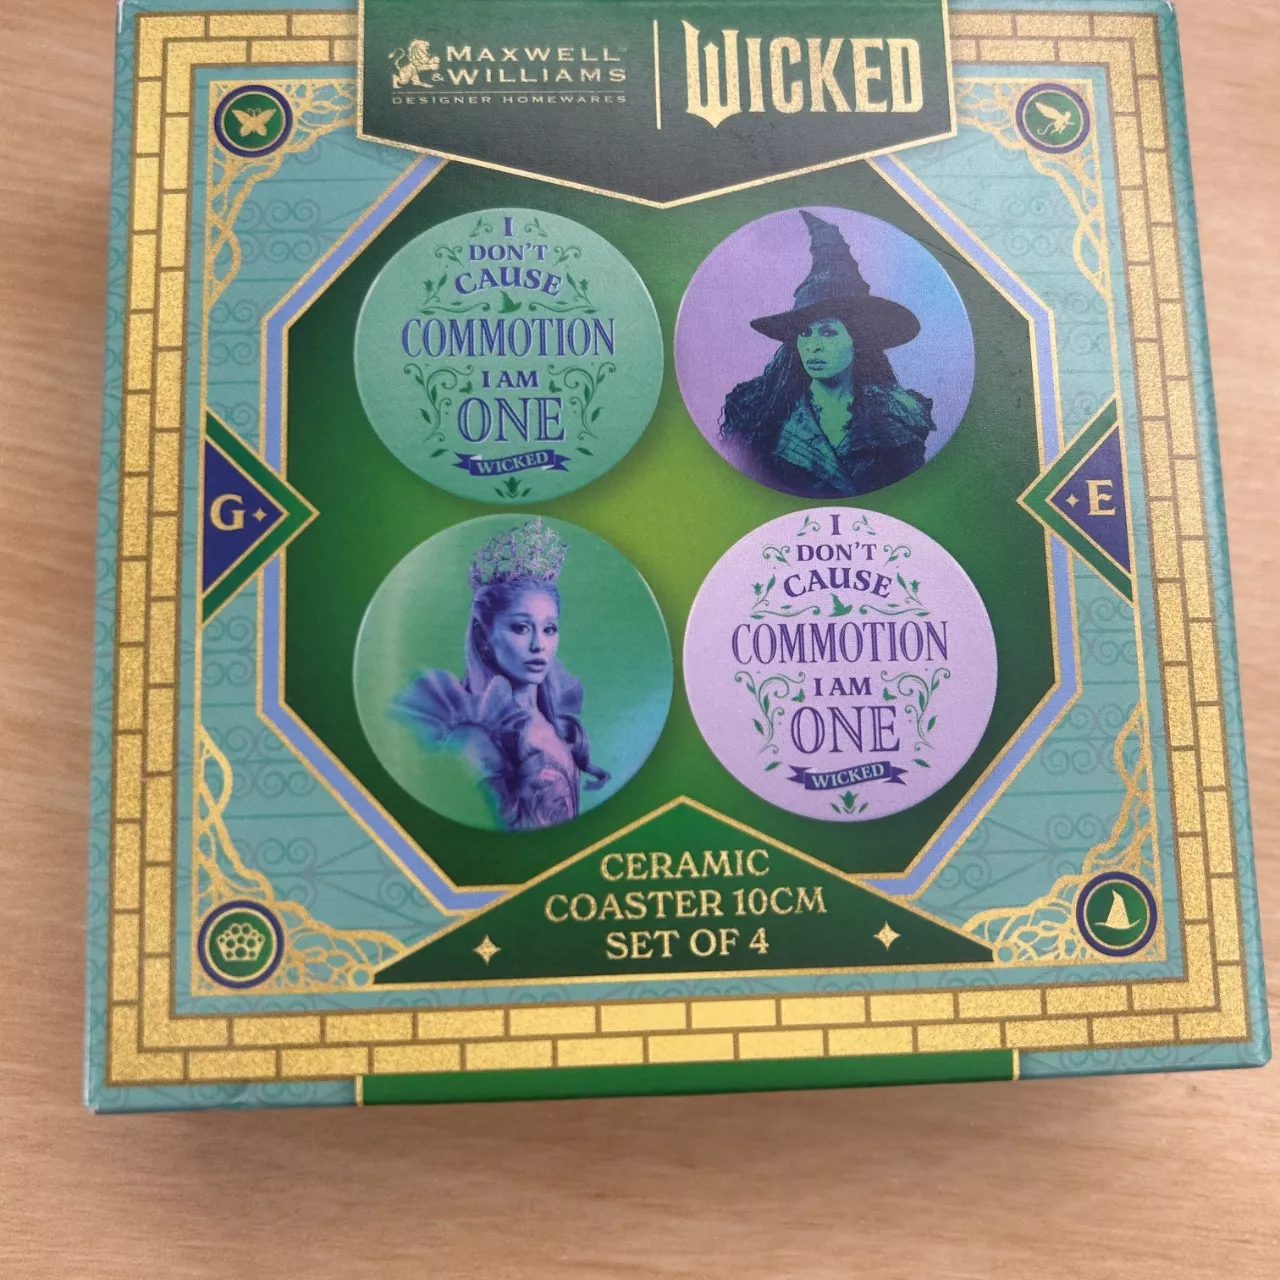 MAXWELL™
& WILLIAMS
DESIGNER HOMEWARES
WICKED
I
DON'T
CAUSE
COMMOTION
I AM
ONE
WICKED
G
E
I
DON'T
CAUSE
COMMOTION
I AM
ONE
WICKED
CERAMIC
COASTER 10CM
SET OF 4